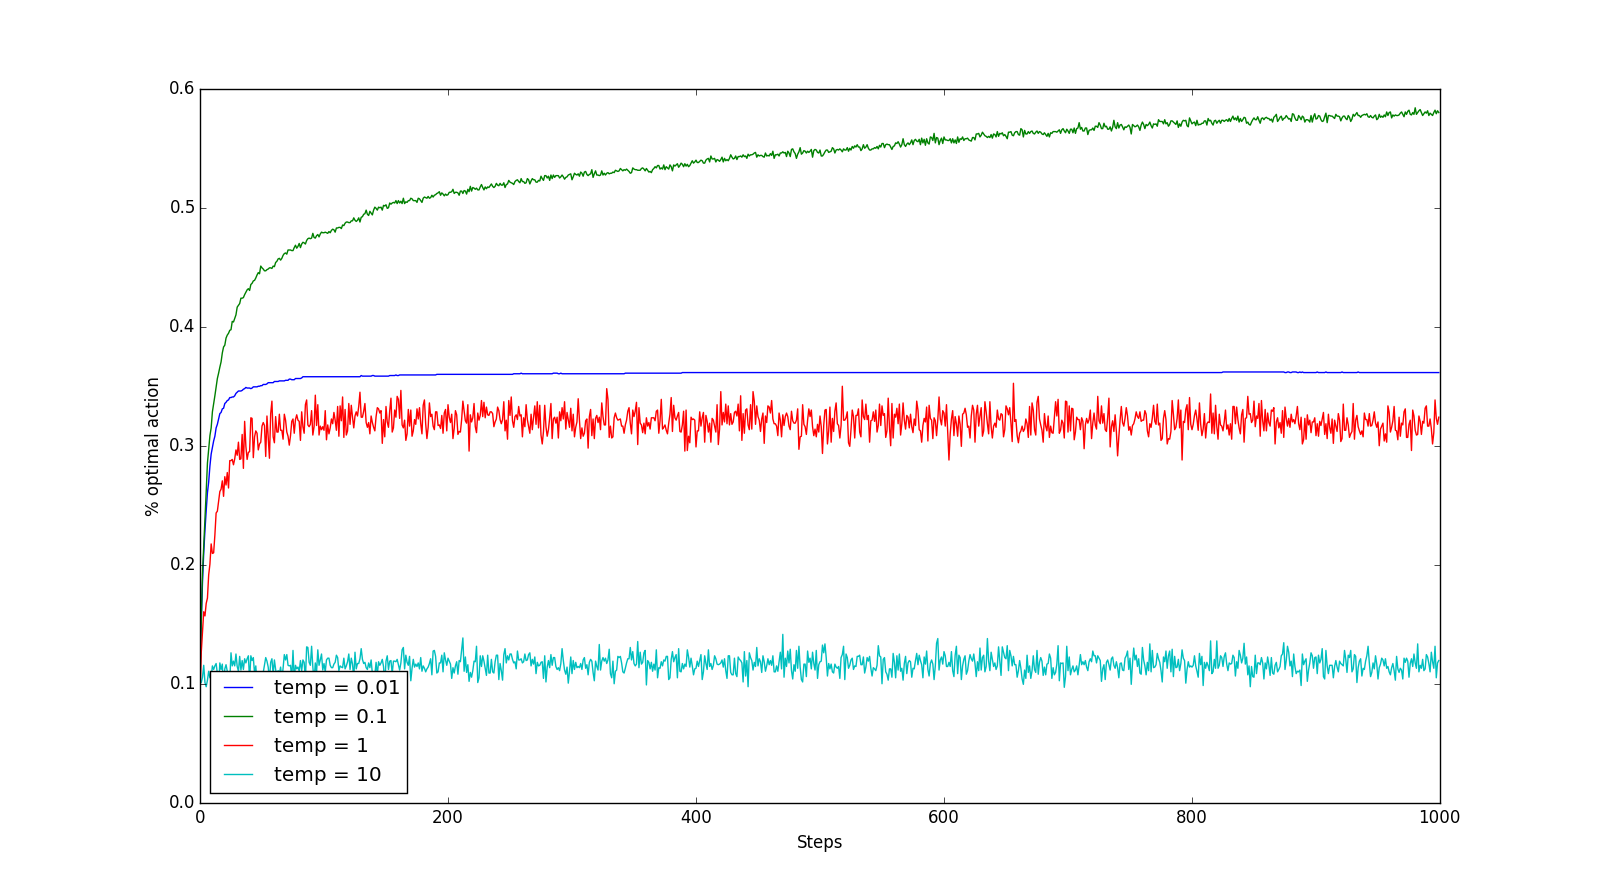 0.6
0.5
0.4
0.3
0.2
0.1
0.0
% optimal action
temp = 0.01
temp = 0.1
temp = 1
temp = 10
0 200 400 600 800 1000
Steps